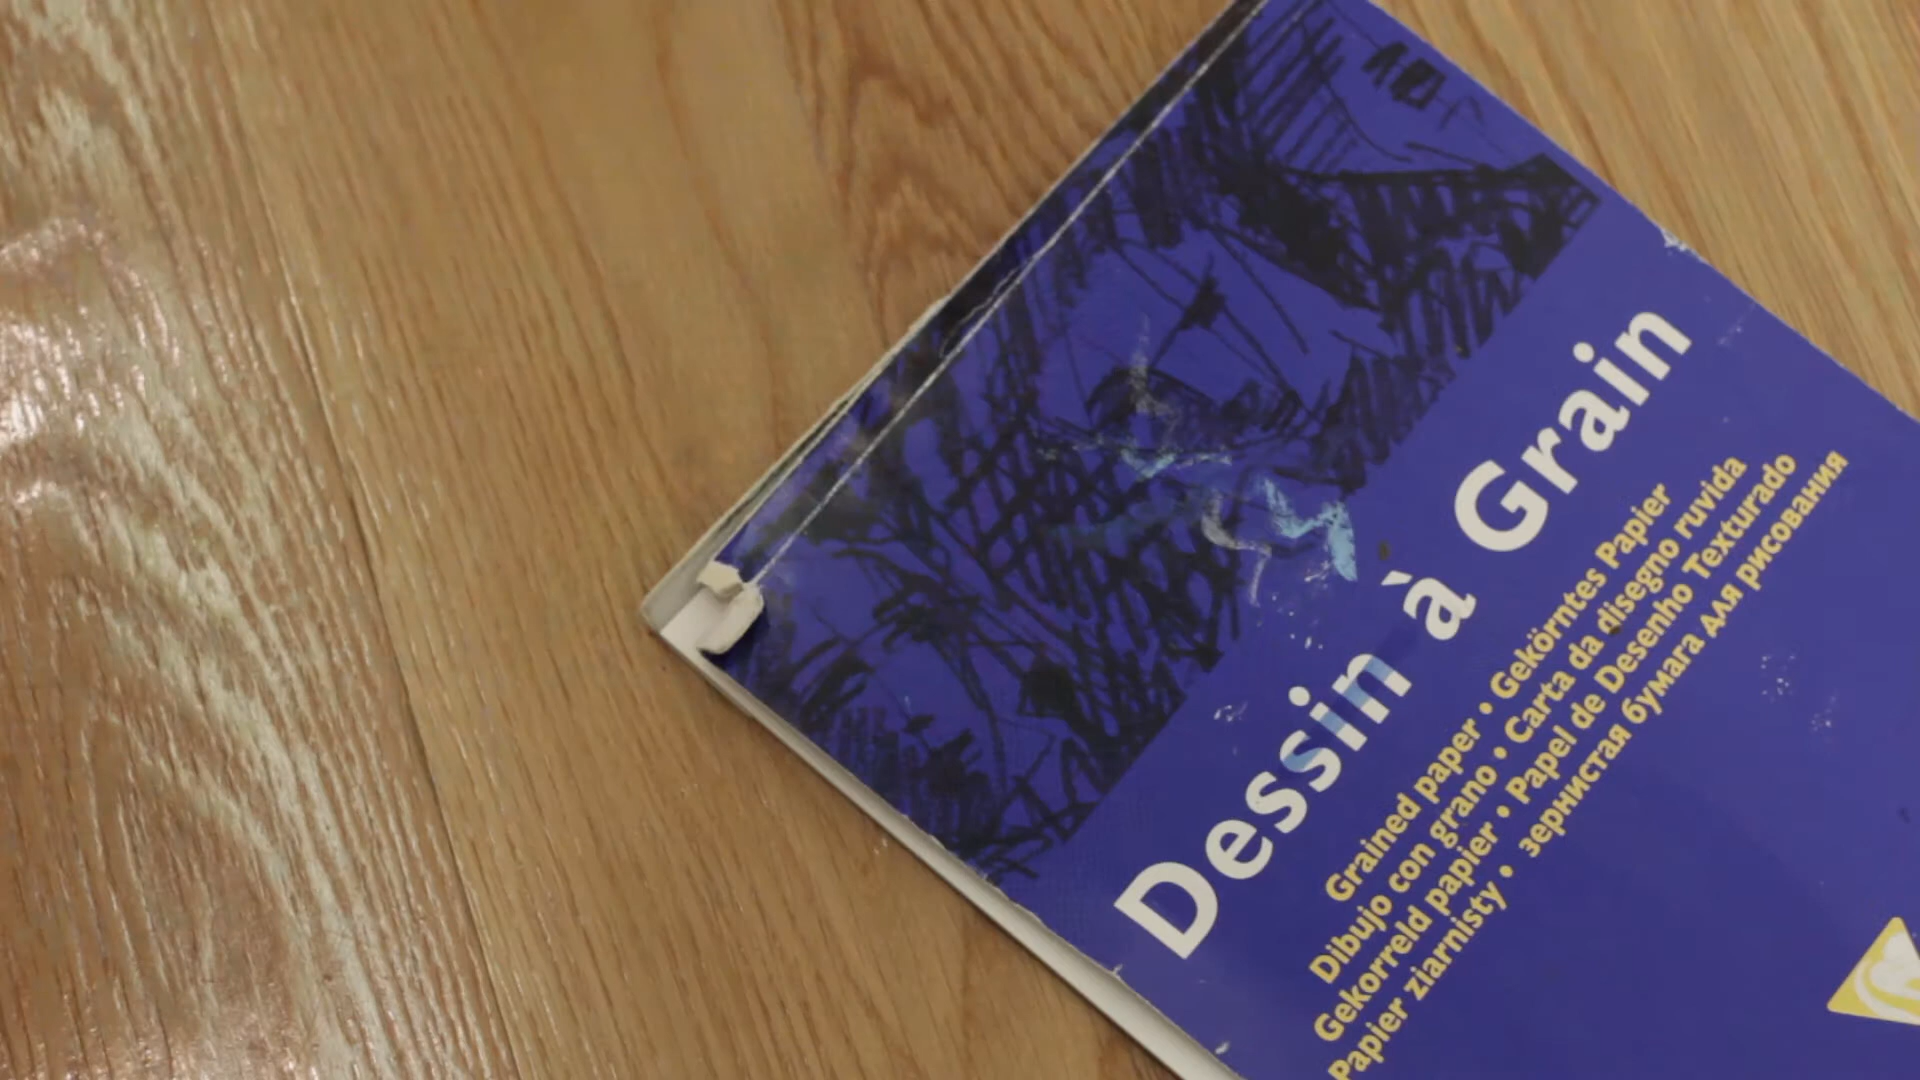 Dessin à Grain
Grained paper • Gekörntes Papier
Dibujo con grano • Carta da disegno ruvida
Gekorreld papier • Papel de Desenho Texturado
Papier ziarnisty • зернистая бумага для рисования